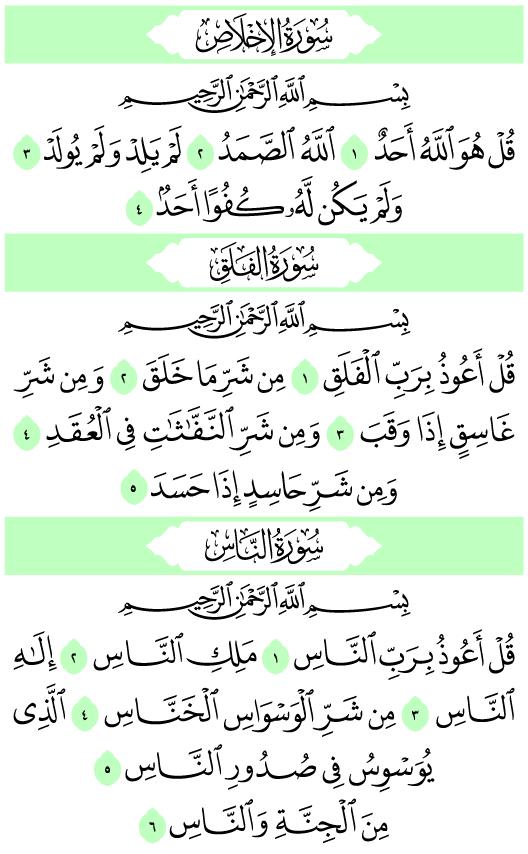 سُورَةُ الإِخْلَاصِ
بِسْمِ ٱللَّهِ ٱلرَّحْمَٰنِ ٱلرَّحِيمِ
قُلْ هُوَ ٱللَّهُ أَحَدٌ ١ ٱللَّهُ ٱلصَّمَدُ ٢ لَمْ يَلِدْ وَلَمْ يُولَدْ ٣
وَلَمْ يَكُن لَّهُۥ كُفُوًا أَحَدٌۢ ٤
سُورَةُ الفَلَقِ
بِسْمِ ٱللَّهِ ٱلرَّحْمَٰنِ ٱلرَّحِيمِ
قُلْ أَعُوذُ بِرَبِّ ٱلْفَلَقِ ١ مِن شَرِّ مَا خَلَقَ ٢ وَمِن شَرِّ
غَاسِقٍ إِذَا وَقَبَ ٣ وَمِن شَرِّ ٱلنَّفَّٰثَٰتِ فِى ٱلْعُقَدِ ٤
وَمِن شَرِّ حَاسِدٍ إِذَا حَسَدَ ٥
سُورَةُ النَّاسِ
بِسْمِ ٱللَّهِ ٱلرَّحْمَٰنِ ٱلرَّحِيمِ
قُلْ أَعُوذُ بِرَبِّ ٱلنَّاسِ ١ مَلِكِ ٱلنَّاسِ ٢ إِلَٰهِ
ٱلنَّاسِ ٣ مِن شَرِّ ٱلْوَسْوَاسِ ٱلْخَنَّاسِ ٤ ٱلَّذِى
يُوَسْوِسُ فِى صُدُورِ ٱلنَّاسِ ٥
مِنَ ٱلْجِنَّةِ وَٱلنَّاسِ ٦